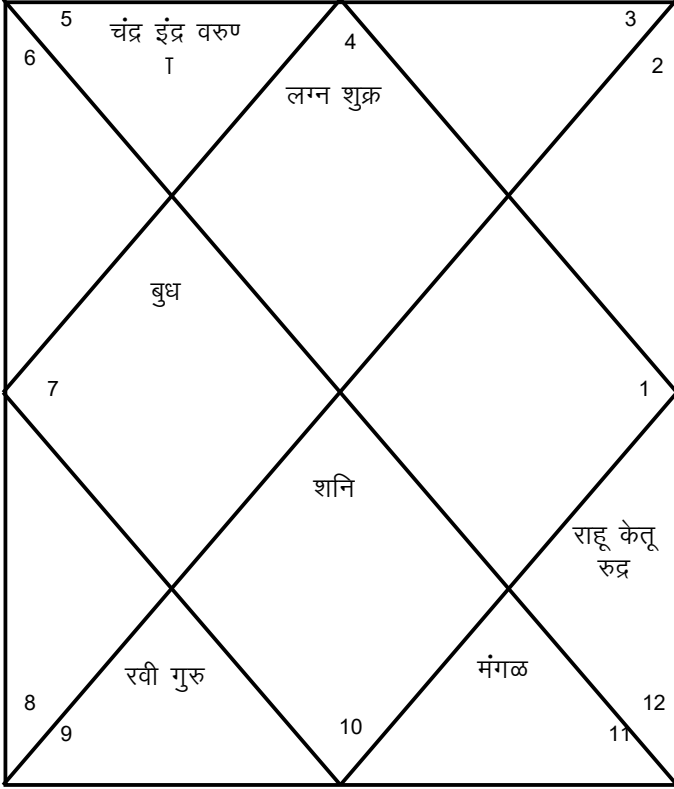 5 चंद्र इंद्र वरुण 4 3
6 ा 2
लग्न शुक्र
बुध
7 1
शनि
राहू केतू
रुद्र
रवी गुरु मंगळ
8 12
9 10 11